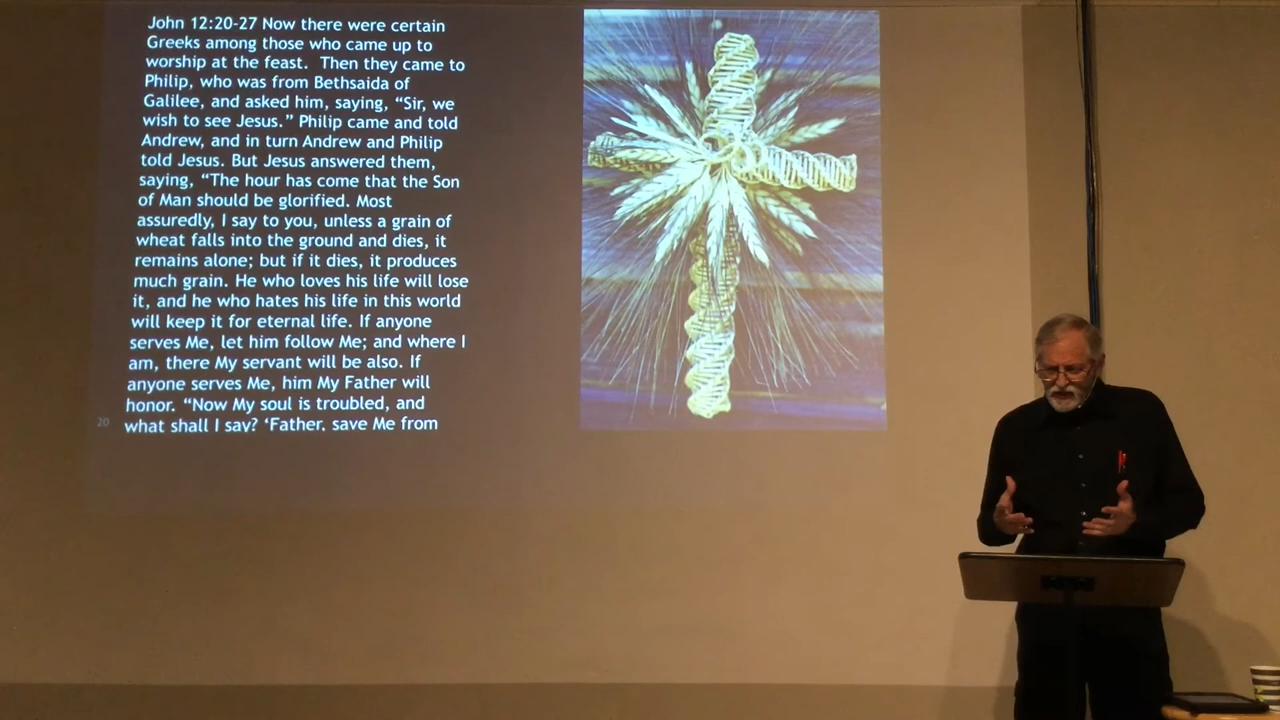 John 12:20-27 Now there were certain
Greeks among those who came up to
worship at the feast.  Then they came to
Philip, who was from Bethsaida of
Galilee, and asked him, saying, “Sir, we
wish to see Jesus.” Philip came and told
Andrew, and in turn Andrew and Philip
told Jesus. But Jesus answered them,
saying, “The hour has come that the Son
of Man should be glorified. Most
assuredly, I say to you, unless a grain of
wheat falls into the ground and dies, it
remains alone; but if it dies, it produces
much grain. He who loves his life will lose
it, and he who hates his life in this world
will keep it for eternal life. If anyone
serves Me, let him follow Me; and where I
am, there My servant will be also. If
anyone serves Me, him My Father will
honor. “Now My soul is troubled, and
what shall I say? ‘Father, save Me from
20